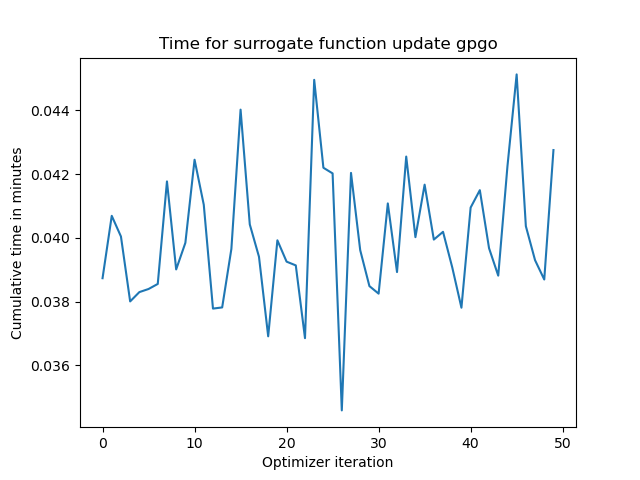 Time for surrogate function update gpgo
Cumulative time in minutes
0.044
0.042
0.040
0.038
0.036
0 10 20 30 40 50
Optimizer iteration